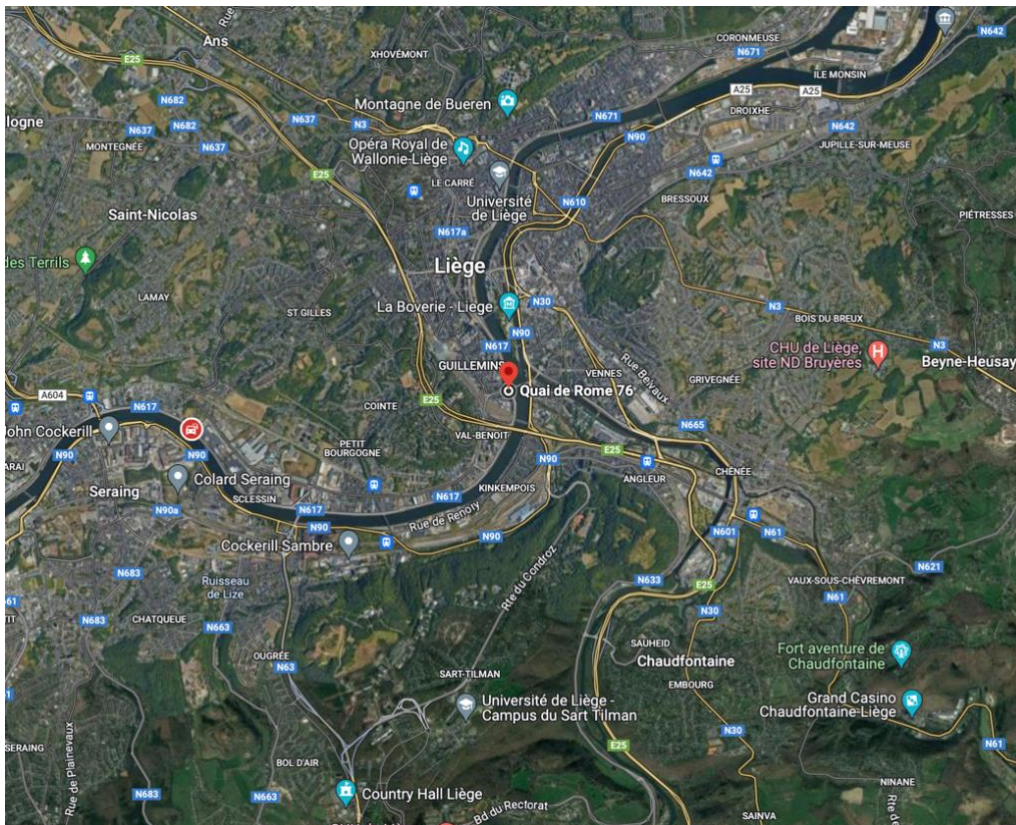 N642
CORONMEUSE
N671
Ans
E25
XHOVÉMONT
ILE MONSIN
A25
A25
DROIXHE
N682
Montagne de Bueren
N637
N682
N637
N3
N671
N90
N642
JUPILLE-SUR-MEUSE
MONTEGNÉE
N637
Opéra Royal de
Wallonie-Liège
E25
LE CARRÉ
N642
Université
de Liège
N610
BRESSOUX
Saint-Nicolas
PIÉTRESSES
N617a
des Terrils
Liège
LAMAY
ST GILLES
La Boverie - Liege
N30
N3
BOIS DU BREUX
N90
N3
N617
CHU de Liège,
site ND Bruyères
Beyne-Heusay
GUILLEMINS
VENNES
Rue Belvaux
GRIVEGNÉE
Quai de Rome 76
A604
N617
COINTE
E25
N665
John Cockerill
N90
N90
PETIT
BOURGOGNE
VAL-BENOIT
E25
N90
CHÊNÉE
ANGLEUR
Seraing
Colard Seraing
SCLESSIN
N617
N617
KINKEMPOIS
Rue de Renory
N90a
N90
N90
Cockerill Sambre
N601
N61
N683
Ruisseau
de Lize
Rte du Condroz
N633
E25
N621
VAUX-SOUS-CHÈVREMONT
N61
N683
CHATQUEUE
N663
N30
SAUHEID
OUGRÉE
N63
Chaudfontaine
Fort aventure de
Chaudfontaine
SART-TILMAN
EMBOURG
Université de Liège -
Campus du Sart Tilman
Grand Casino
Chaudfontaine-Liège
N30
SERAING
Rue de Plainevaux
BOL D'AIR
E25
N61
N683
N663
Country Hall Liège
Bd du Rectorat
NINANE
SAINVA